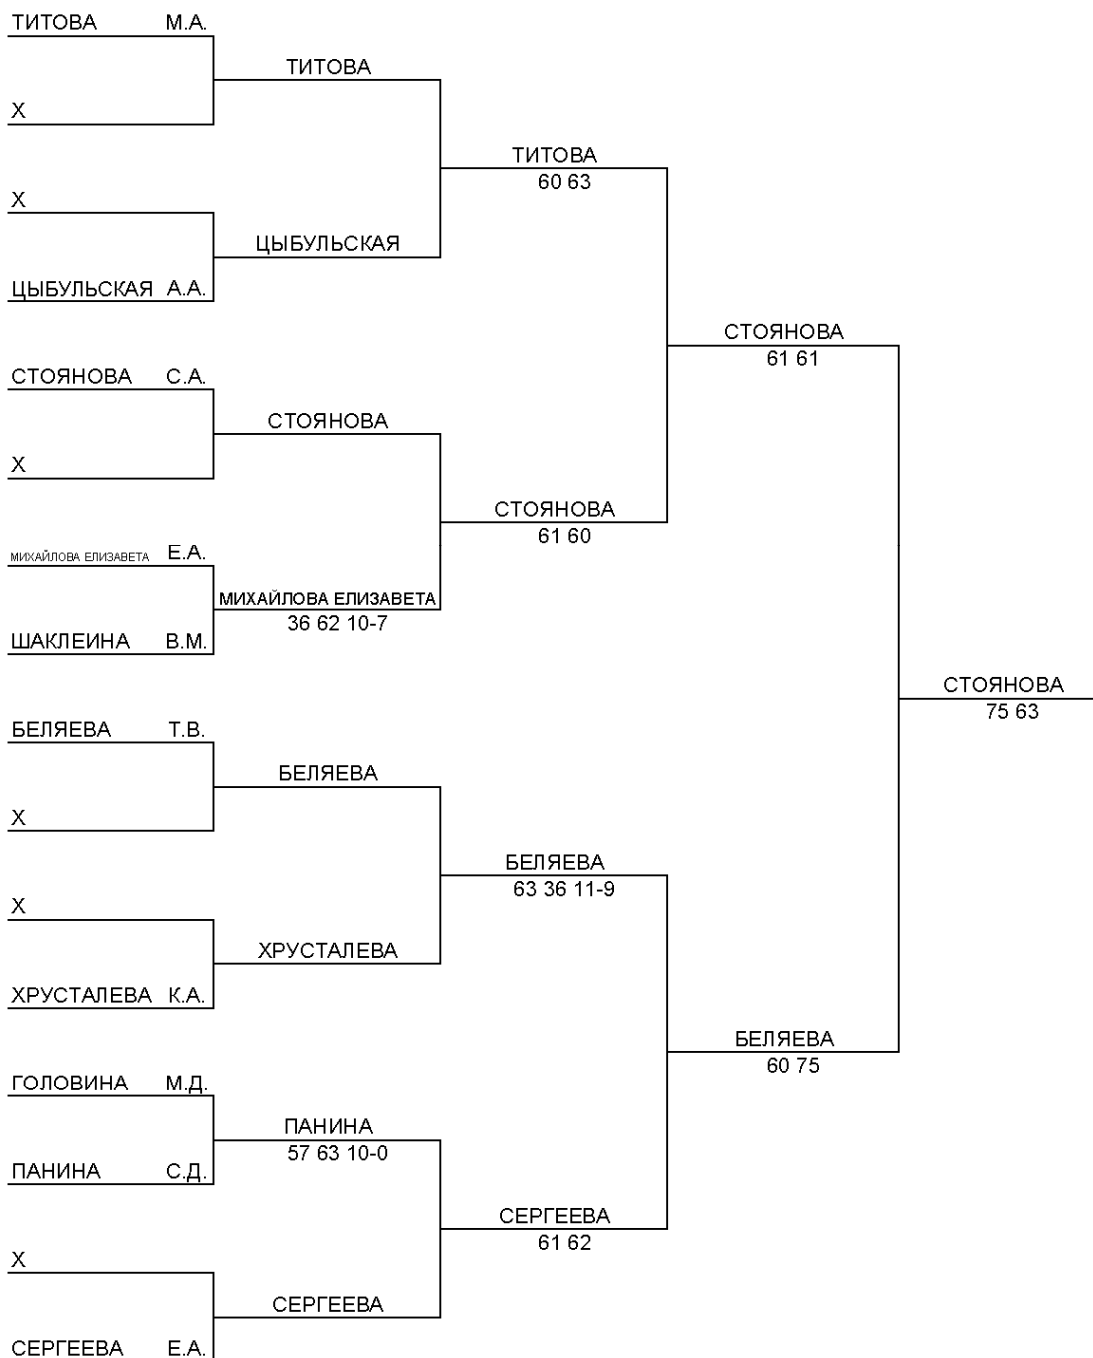 ТИТОВА М.А.
ТИТОВА
X
ТИТОВА
60 63
X
ЦЫБУЛЬСКАЯ
ЦЫБУЛЬСКАЯ А.А.
СТОЯНОВА
61 61
СТОЯНОВА С.А.
СТОЯНОВА
X
СТОЯНОВА
61 60
МИХАЙЛОВА ЕЛИЗАВЕТА Е.А.
МИХАЙЛОВА ЕЛИЗАВЕТА
36 62 10-7
ШАКЛЕИНА В.М.
СТОЯНОВА
75 63
БЕЛЯЕВА Т.В.
БЕЛЯЕВА
X
БЕЛЯЕВА
63 36 11-9
X
ХРУСТАЛЕВА
ХРУСТАЛЕВА К.А.
БЕЛЯЕВА
60 75
ГОЛОВИНА М.Д.
ПАНИНА
57 63 10-0
ПАНИНА С.Д.
СЕРГЕЕВА
61 62
X
СЕРГЕЕВА
СЕРГЕЕВА Е.А.